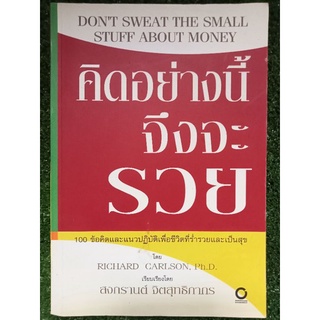 DON'T SWEAT THE SMALL
STUFF ABOUT MONEY
คิดอย่างนี้
จึงจะ
รวย
100 ข้อคิดและแนวปฏิบัติเพื่อชีวิตที่ร่ำรวยและเป็นสุข
โดย
RICHARD CARLSON, Ph.D.
เรียบเรียงโดย
สงกรานต์ จิตสุทธิภากร